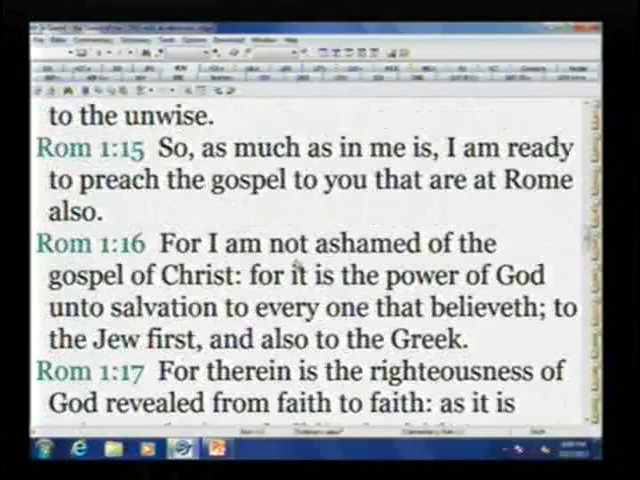 to the unwise.
Rom 1:15 So, as much as in me is, I am ready
to preach the gospel to you that are at Rome
also.
Rom 1:16 For I am not ashamed of the
gospel of Christ: for it is the power of God
unto salvation to every one that believeth; to
the Jew first, and also to the Greek.
Rom 1:17 For therein is the righteousness of
God revealed from faith to faith: as it is